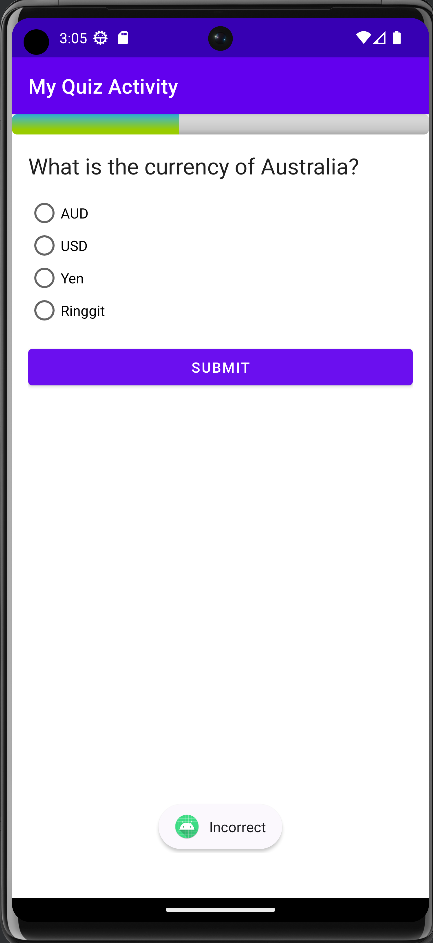 3:05
My Quiz Activity
What is the currency of Australia?
AUD
USD
Yen
Ringgit
SUBMIT
Incorrect